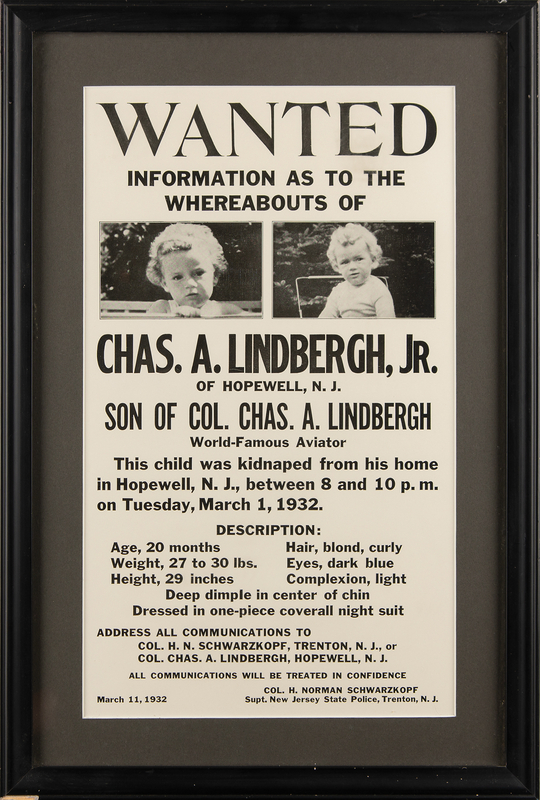 WANTED
INFORMATION AS TO THE
WHEREABOUTS OF
CHAS. A. LINDBERGH, JR.
OF HOPEWELL, N. J.
SON OF COL. CHAS. A. LINDBERGH
World-Famous Aviator
This child was kidnaped from his home
in Hopewell, N. J., between 8 and 10 p. m.
on Tuesday, March 1, 1932.
DESCRIPTION:
Age, 20 months Hair, blond, curly
Weight, 27 to 30 lbs. Eyes, dark blue
Height, 29 inches Complexion, light
Deep dimple in center of chin
Dressed in one-piece coverall night suit
ADDRESS ALL COMMUNICATIONS TO
COL. H. N. SCHWARZKOPF, TRENTON, N. J., or
COL. CHAS. A. LINDBERGH, HOPEWELL, N. J.
ALL COMMUNICATIONS WILL BE TREATED IN CONFIDENCE
COL. H. NORMAN SCHWARZKOPF
March 11, 1932 Supt. New Jersey State Police, Trenton, N. J.